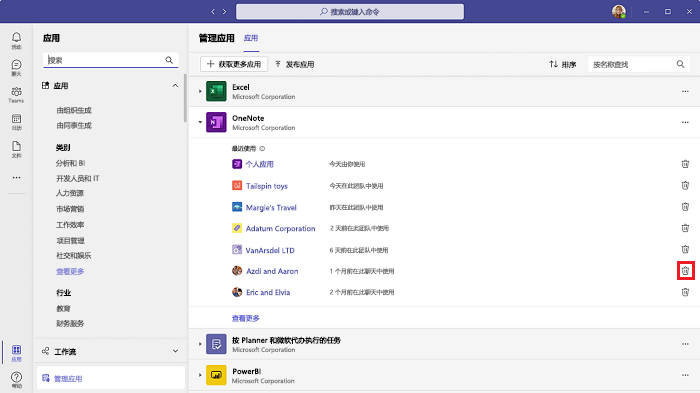 搜索或键入命令
活动
聊天
Teams
日历
文件
应用
帮助
应用
搜索
应用
由组织生成
由同事生成
类别
分析和 BI
开发人员和 IT
人力资源
市场营销
工作效率
项目管理
社交和娱乐
查看更多
行业
教育
财务服务
工作流
管理应用
管理应用 应用
获取更多应用 发布应用 排序 按名称查找
Excel
Microsoft Corporation
OneNote
Microsoft Corporation
最近使用
个人应用 今天由你使用
Tailspin toys 今天在此团队中使用
Margie's Travel 昨天在此团队中使用
Adatum Corporation 2 天前在此团队中使用
VanArsdel LTD 6 天前在此团队中使用
Azdi and Aaron 1 个月前在此聊天中使用
Eric and Elvia 2 个月前在此聊天中使用
查看更多
按 Planner 和微软代办执行的任务
Microsoft Corporation
PowerBI
Microsoft Corporation